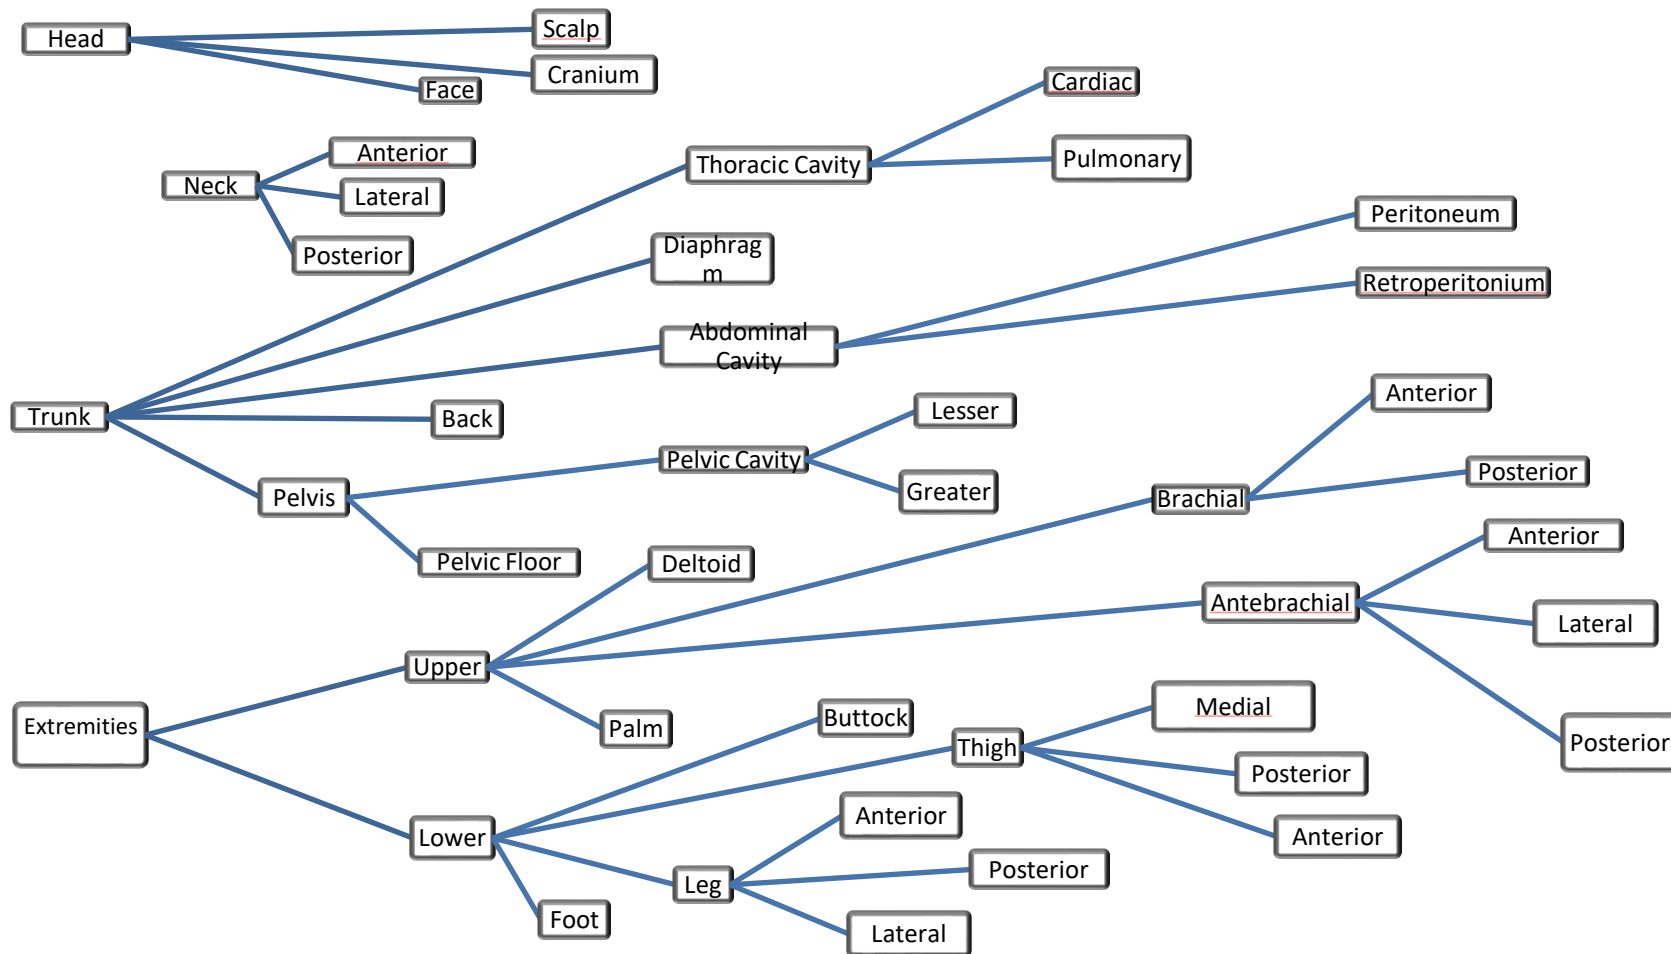 Head
Scalp
Cranium
Face
Neck
Anterior
Lateral
Posterior
Trunk
Thoracic Cavity
Cardiac
Pulmonary
Diaphrag
m
Abdominal
Cavity
Peritoneum
Retroperitonium
Back
Pelvis
Pelvic Cavity
Lesser
Greater
Pelvic Floor
Extremities
Upper
Deltoid
Brachial
Anterior
Posterior
Antebrachial
Anterior
Lateral
Posterior
Palm
Lower
Buttock
Thigh
Medial
Posterior
Anterior
Leg
Anterior
Posterior
Lateral
Foot